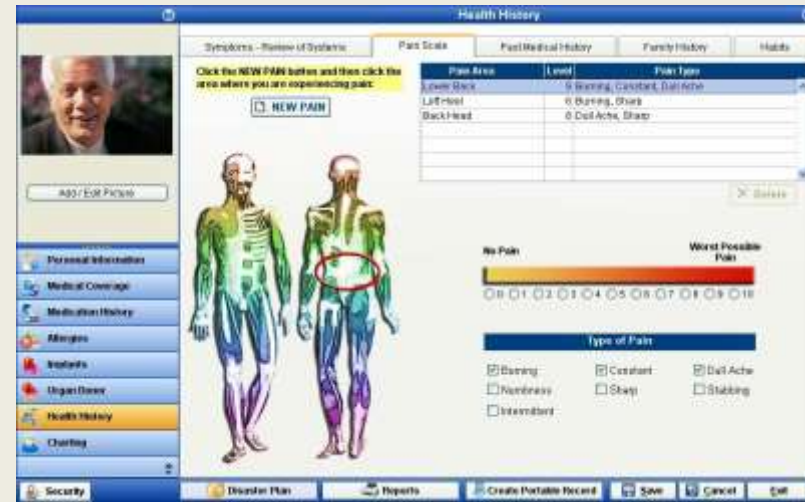 Health History
Symptoms - Review of Systems
Pain Scale
Past Medical History
Family History
Habits
Click the NEW PAIN button and then click the
area where you are experiencing pain:
NEW PAIN
Pain Area Level Pain Type
Lower Back Burning, Constant, Dull Ache
Left Heel 6 Burning, Sharp
Back Head 8 Dull Ache, Sharp
Delete
Add / Edit Picture
Personal Information
Medical Coverage
Medication History
Allergies
Implants
Organ Donor
Health History
Charting
No Pain
Worst Possible
Pain
0 1 2 3 4 5 6 7 8 9 10
Type of Pain
Burning Constant Dull Ache
Numbness Sharp Stabbing
Intermittent
Security
Disaster Plan
Reports
Create Portable Record
Save
Cancel
Exit